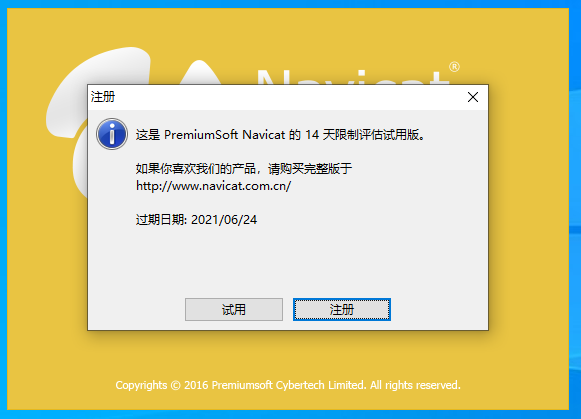 Navicat®
注册
这是 PremiumSoft Navicat 的 14 天限制评估试用版。
如果你喜欢我们的产品，请购买完整版于
http://www.navicat.com.cn/
过期日期: 2021/06/24
试用
注册
Copyrights © 2016 Premiumsoft Cybertech Limited. All rights reserved.